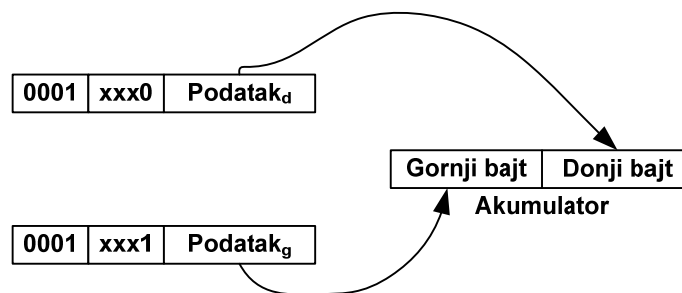 0001 xxx0 Podatakd
Gornji bajt Donji bajt
Akumulator
0001 xxx1 Podatakg